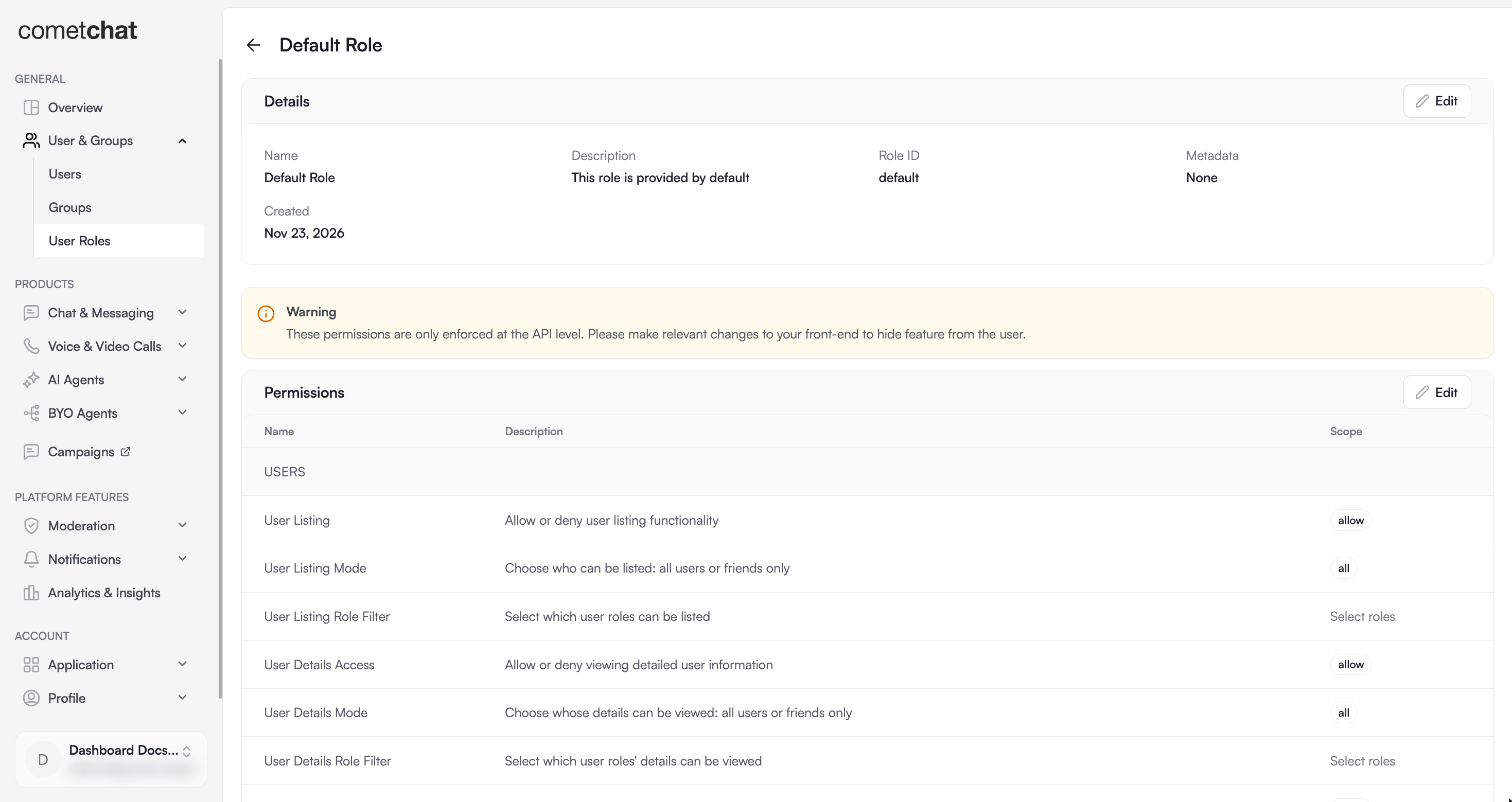 cometchat
GENERAL
Overview
User & Groups
Users
Groups
User Roles
PRODUCTS
Chat & Messaging
Voice & Video Calls
AI Agents
BYO Agents
Campaigns
PLATFORM FEATURES
Moderation
Notifications
Analytics & Insights
ACCOUNT
Application
Profile
D
Dashboard Docs...
Default Role
Details
Edit
Name
Description
Role ID
Metadata
Default Role
This role is provided by default
default
None
Created
Nov 23, 2026
Warning
These permissions are only enforced at the API level. Please make relevant changes to your front-end to hide feature from the user.
Permissions
Edit
Name Description Scope
USERS
User Listing Allow or deny user listing functionality allow
User Listing Mode Choose who can be listed: all users or friends only all
User Listing Role Filter Select which user roles can be listed Select roles
User Details Access Allow or deny viewing detailed user information allow
User Details Mode Choose whose details can be viewed: all users or friends only all
User Details Role Filter Select which user roles' details can be viewed Select roles